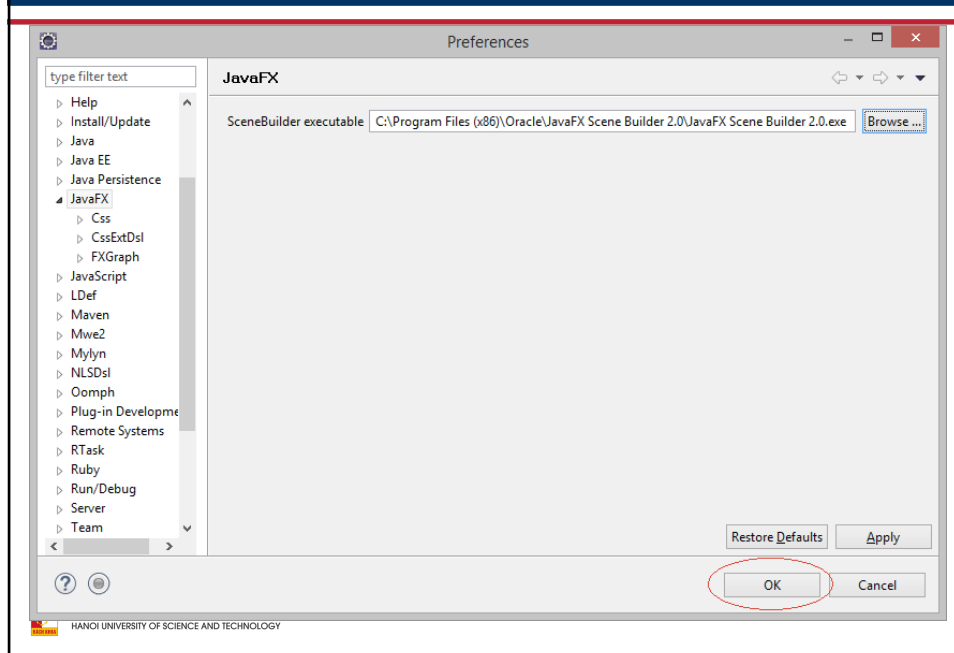 Preferences
type filter text
JavaFX
Help
Install/Update
Java
Java EE
Java Persistence
JavaFX
Css
CssExtDsl
FXGraph
JavaScript
LDef
Maven
Mwe2
Mylyn
NLSDsl
Oomph
Plug-in Developme
Remote Systems
RTask
Ruby
Run/Debug
Server
Team
SceneBuilder executable C:\Program Files (x86)\Oracle\JavaFX Scene Builder 2.0\JavaFX Scene Builder 2.0.exe Browse ...
Restore Defaults Apply
? OK Cancel
BÁCH KHOA HANOI UNIVERSITY OF SCIENCE AND TECHNOLOGY